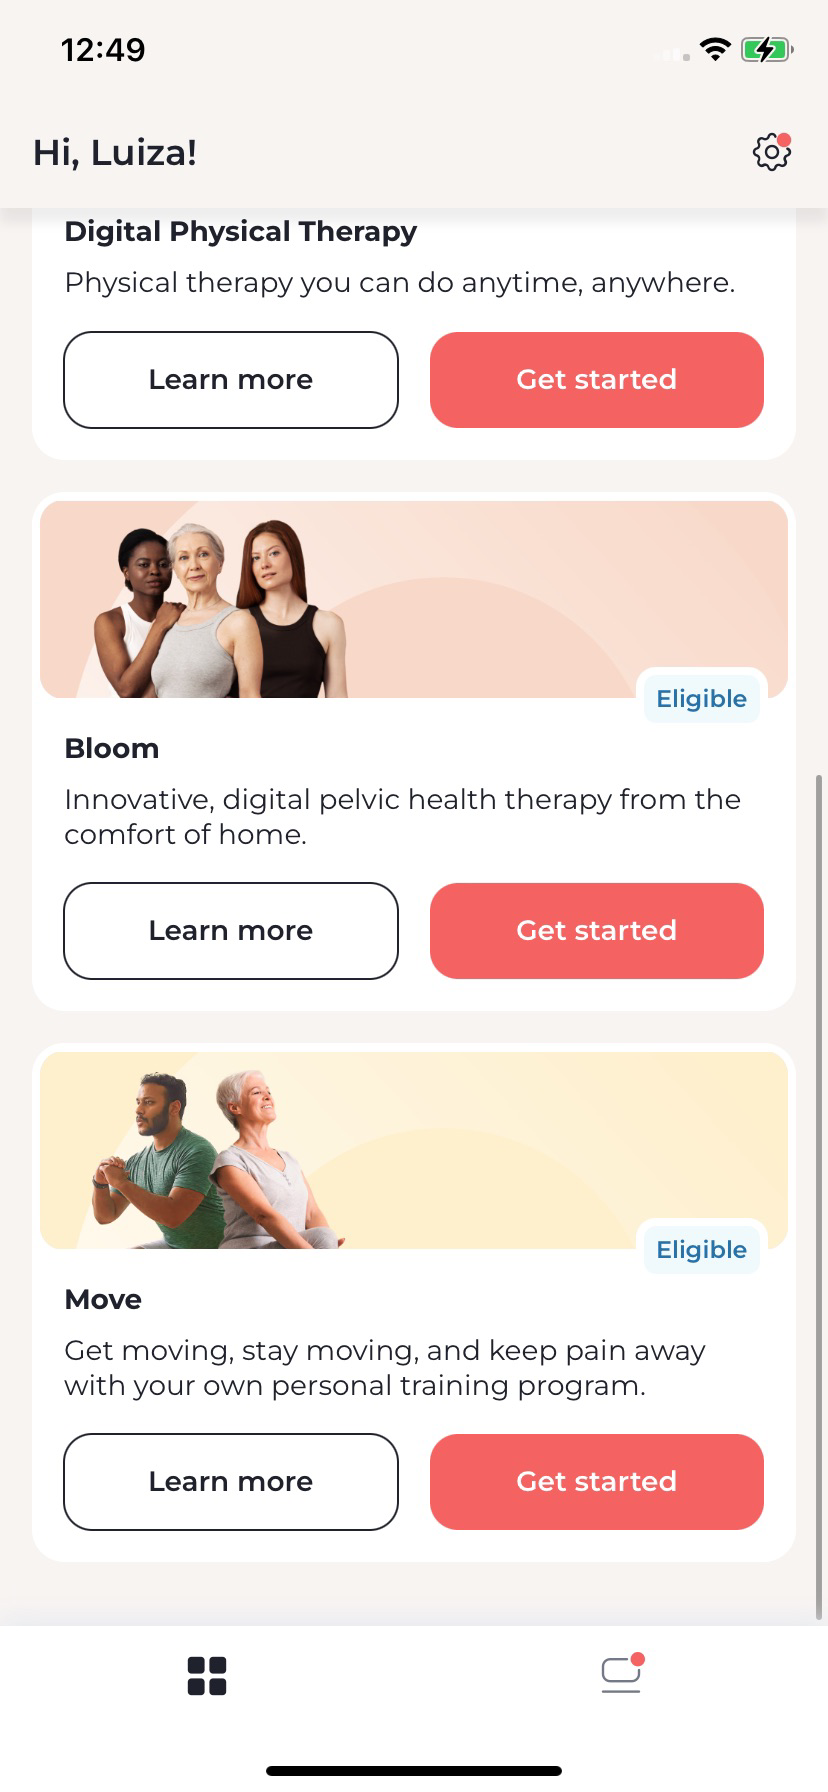 12:49
Hi, Luiza!
Digital Physical Therapy
Physical therapy you can do anytime, anywhere.
Learn more
Get started
Eligible
Bloom
Innovative, digital pelvic health therapy from the
comfort of home.
Learn more
Get started
Eligible
Move
Get moving, stay moving, and keep pain away
with your own personal training program.
Learn more
Get started